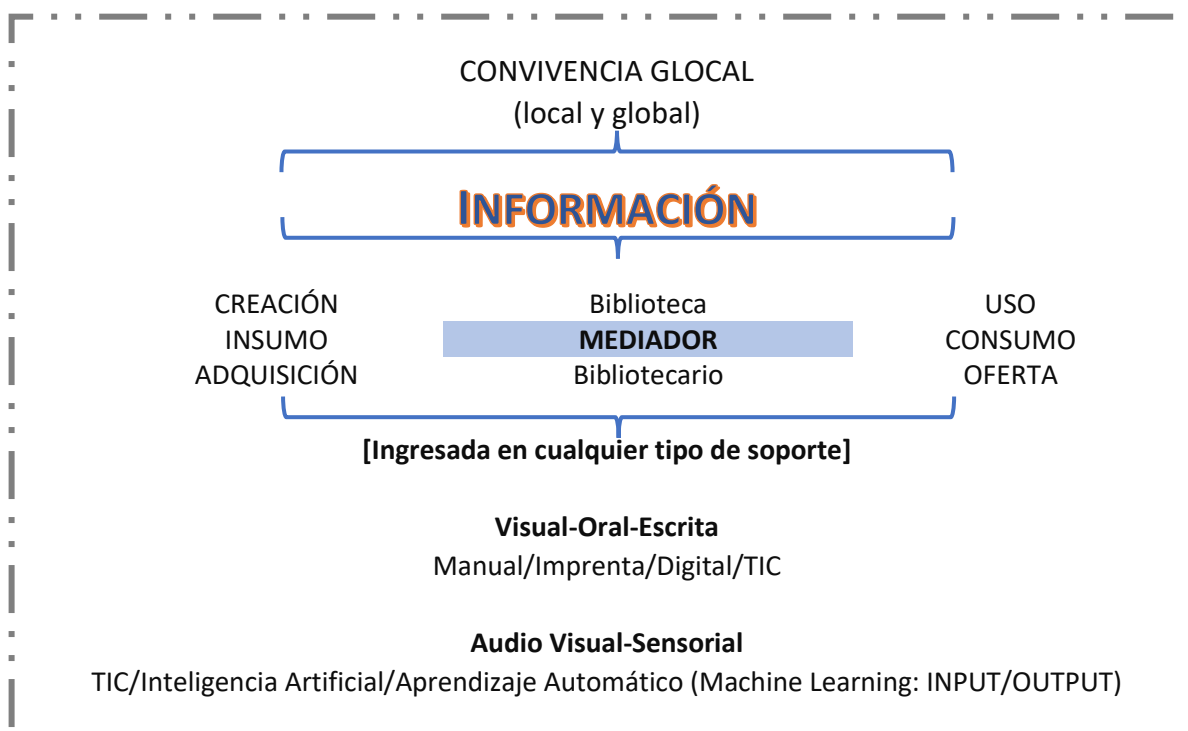 CONVIVENCIA GLOCAL
(local y global)
INFORMACIÓN
CREACIÓN Biblioteca USO
INSUMO MEDIADOR CONSUMO
ADQUISICIÓN Bibliotecario OFERTA
[Ingresada en cualquier tipo de soporte]
Visual-Oral-Escrita
Manual/Imprenta/Digital/TIC
Audio Visual-Sensorial
TIC/Inteligencia Artificial/Aprendizaje Automático (Machine Learning: INPUT/OUTPUT)